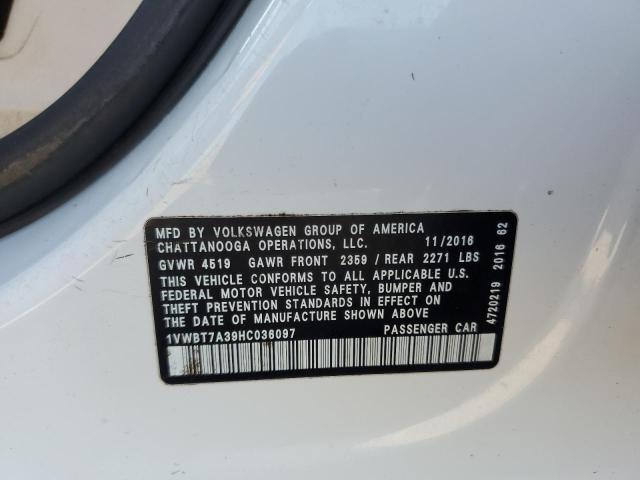 MFD BY VOLKSWAGEN GROUP OF AMERICA
CHATTANOOGA OPERATIONS, LLC. 11/2016
GVWR 4519 GAWR FRONT 2359 / REAR 2271 LBS
THIS VEHICLE CONFORMS TO ALL APPLICABLE U.S.
FEDERAL MOTOR VEHICLE SAFETY, BUMPER AND
THEFT PREVENTION STANDARDS IN EFFECT ON
THE DATE OF MANUFACTURE SHOWN ABOVE
1VWBT7A39HC036097 PASSENGER CAR
4720219 2016 62